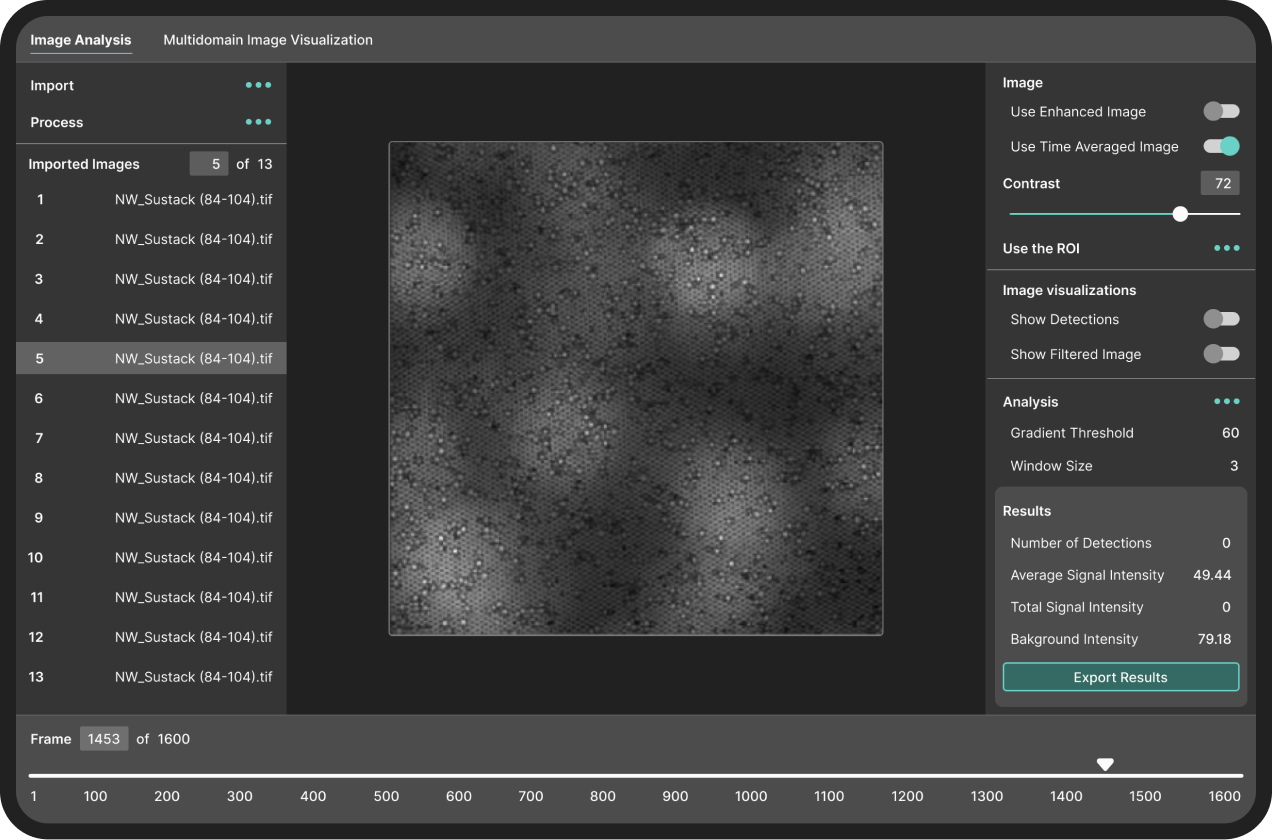 Image Analysis Multidomain Image Visualization
Import
Process
Imported Images 5 of 13
1 NW_Sustack (84-104).tif
2 NW_Sustack (84-104).tif
3 NW_Sustack (84-104).tif
4 NW_Sustack (84-104).tif
5 NW_Sustack (84-104).tif
6 NW_Sustack (84-104).tif
7 NW_Sustack (84-104).tif
8 NW_Sustack (84-104).tif
9 NW_Sustack (84-104).tif
10 NW_Sustack (84-104).tif
11 NW_Sustack (84-104).tif
12 NW_Sustack (84-104).tif
13 NW_Sustack (84-104).tif
Image
Use Enhanced Image
Use Time Averaged Image
Contrast 72
Use the ROI
Image visualizations
Show Detections
Show Filtered Image
Analysis
Gradient Threshold 60
Window Size 3
Results
Number of Detections 0
Average Signal Intensity 49.44
Total Signal Intensity 0
Bakground Intensity 79.18
Export Results
Frame 1453 of 1600
1 100 200 300 400 500 600 700 800 900 1000 1100 1200 1300 1400 1500 1600